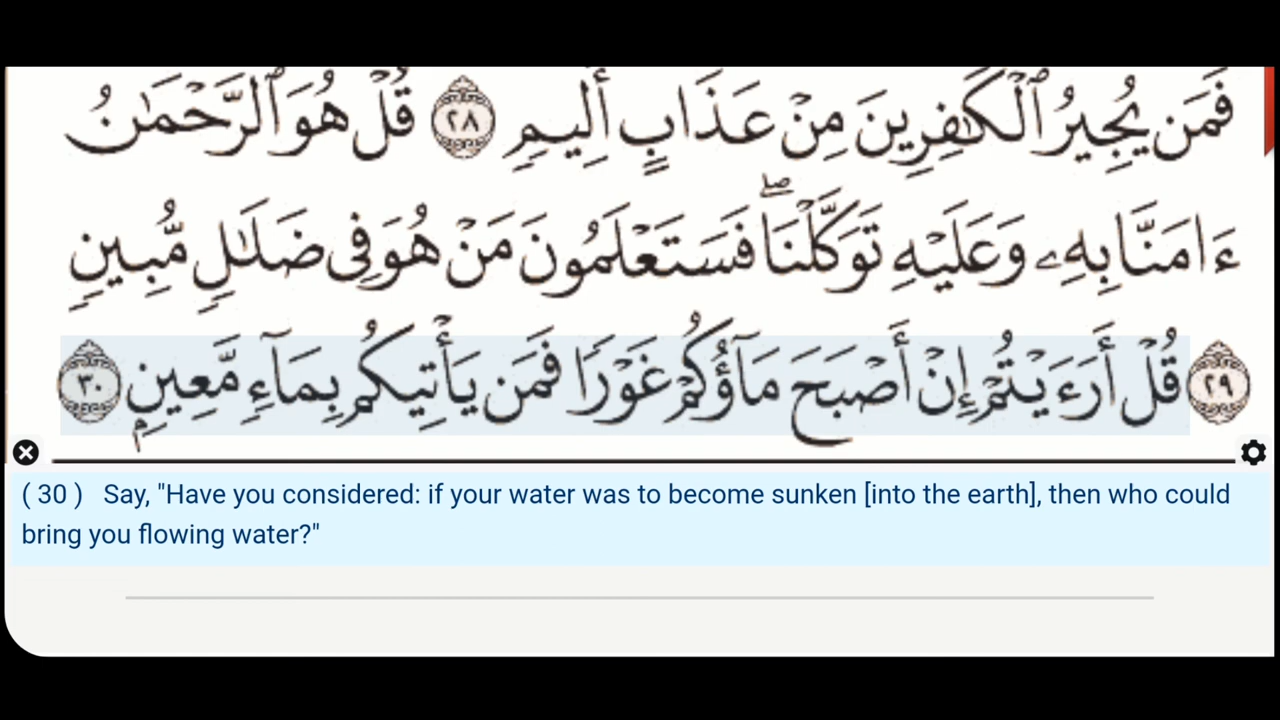 فَمَن يُجِيرُ ٱلْكَٰفِرِينَ مِنْ عَذَابٍ أَلِيمٍ ٢٨ قُلْ هُوَ ٱلرَّحْمَٰنُ
ءَامَنَّا بِهِۦ وَعَلَيْهِ تَوَكَّلْنَا ۖ فَسَتَعْلَمُونَ مَنْ هُوَ فِى ضَلَٰلٍ مُّبِينٍ
٢٩ قُلْ أَرَءَيْتُمْ إِنْ أَصْبَحَ مَآؤُكُمْ غَوْرًا فَمَن يَأْتِيكُم بِمَآءٍ مَّعِينٍۭ ٣٠
( 30 ) Say, "Have you considered: if your water was to become sunken [into the earth], then who could
bring you flowing water?"